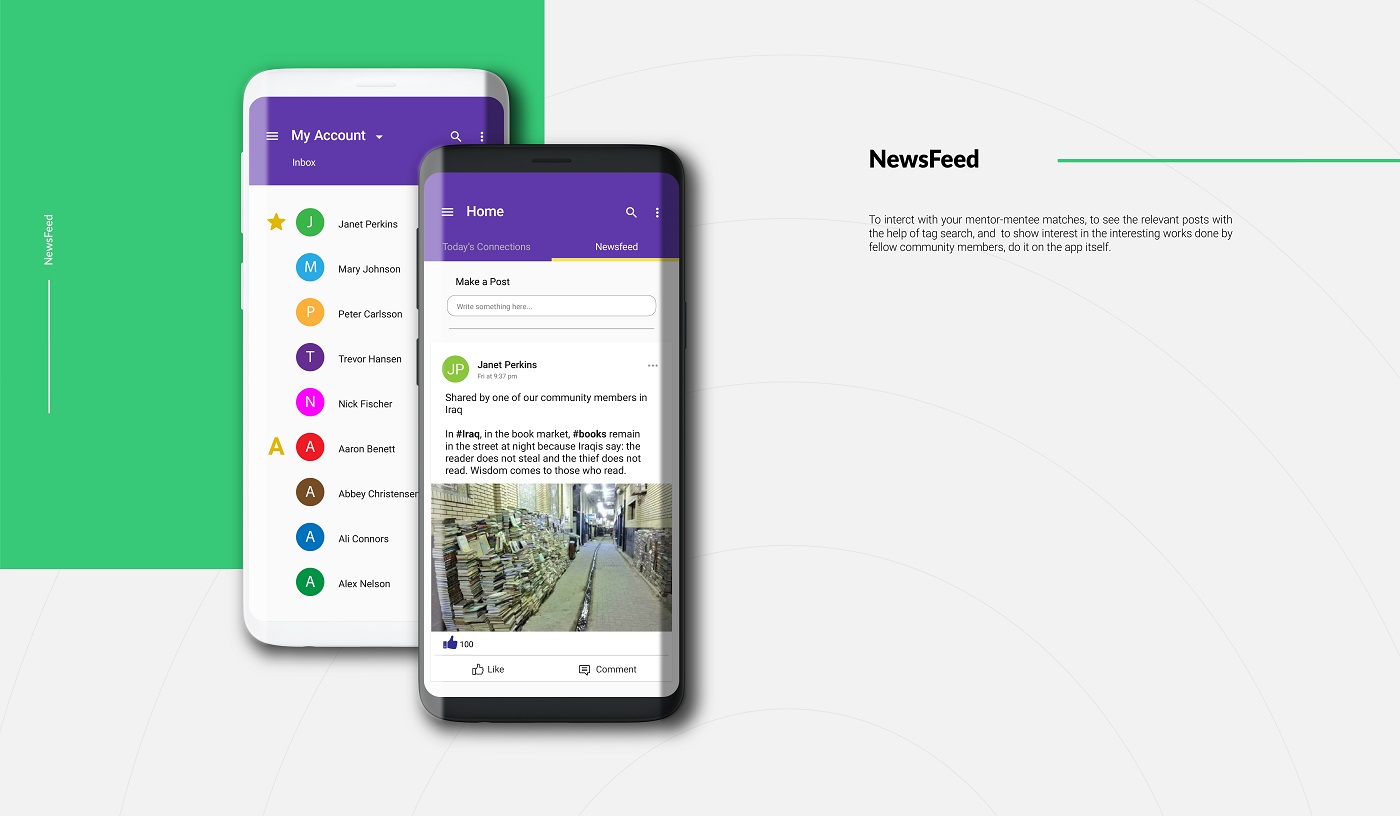 NewsFeed
My Account
Inbox
J
Janet Perkins
M
Mary Johnson
P
Peter Carlsson
T
Trevor Hansen
N
Nick Fischer
A
A
Aaron Benett
A
Abbey Christensen
A
Ali Connors
A
Alex Nelson
Home
Today's Connections
Newsfeed
Make a Post
Write something here...
JP
Janet Perkins
Fri at 9:37 pm
Shared by one of our community members in
Iraq
In #Iraq, in the book market, #books remain
in the street at night because Iraqis say: the
reader does not steal and the thief does not
read. Wisdom comes to those who read.
100
Like
Comment
NewsFeed
To interct with your mentor-mentee matches, to see the relevant posts with
the help of tag search, and to show interest in the interesting works done by
fellow community members, do it on the app itself.